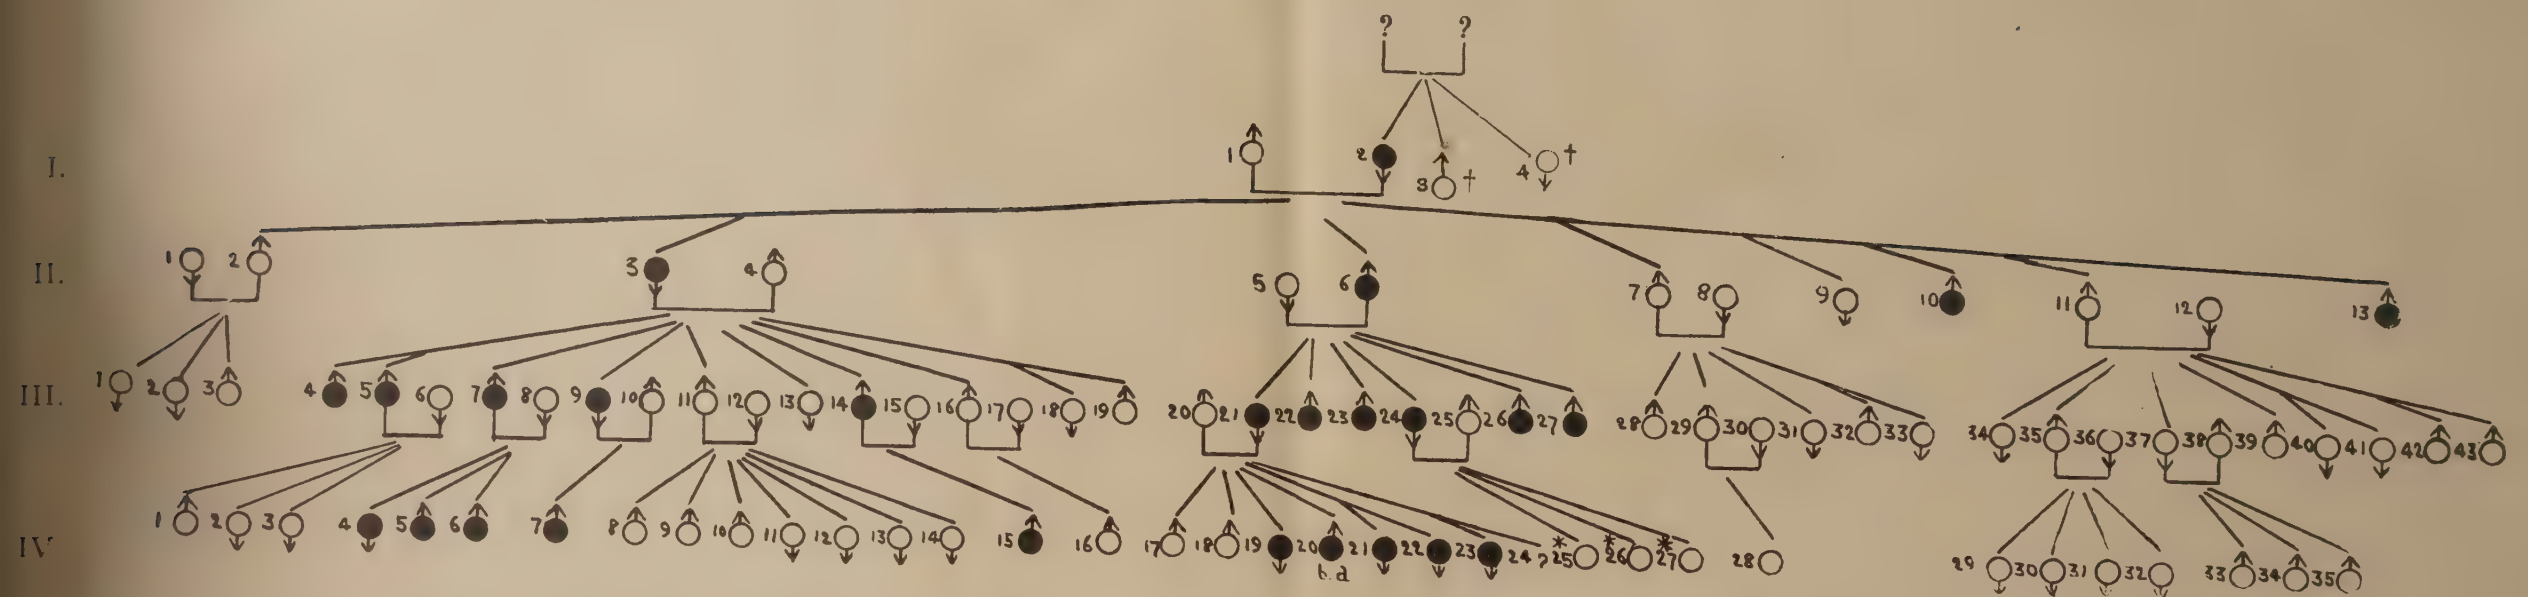 ? ?
I. 1 2 3 † 4 †
II. 1 2 3 4 5 6 7 8 9 10 11 12 13
III. 1 2 3 4 5 6 7 8 9 10 11 12 13 14 15 16 17 18 19 20 21 22 23 24 25 26 27 28 29 30 31 32 33 34 35 36 37 38 39 40 41 42 43
IV 1 2 3 4 5 6 7 8 9 10 11 12 13 14 15 16 17 18 19 20 21 22 23 24 ? 25 * 26 * 27 * 28 29 30 31 32 33 34 35
b.d